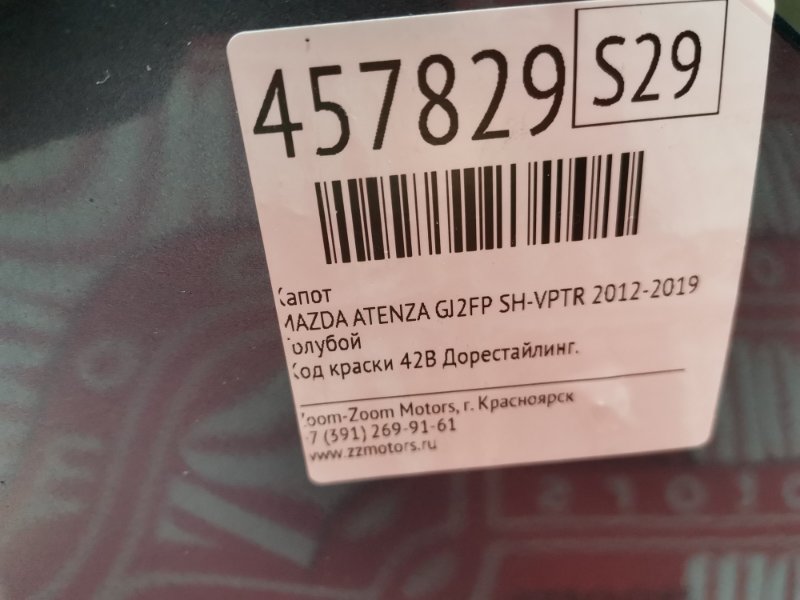 457829 S29
Капот
MAZDA ATENZA GJ2FP SH-VPTR 2012-2019
Голубой
Код краски 42B Дорестайлинг.
Zoom-Zoom Motors, г. Красноярск
+7 (391) 269-91-61
www.zzmotors.ru